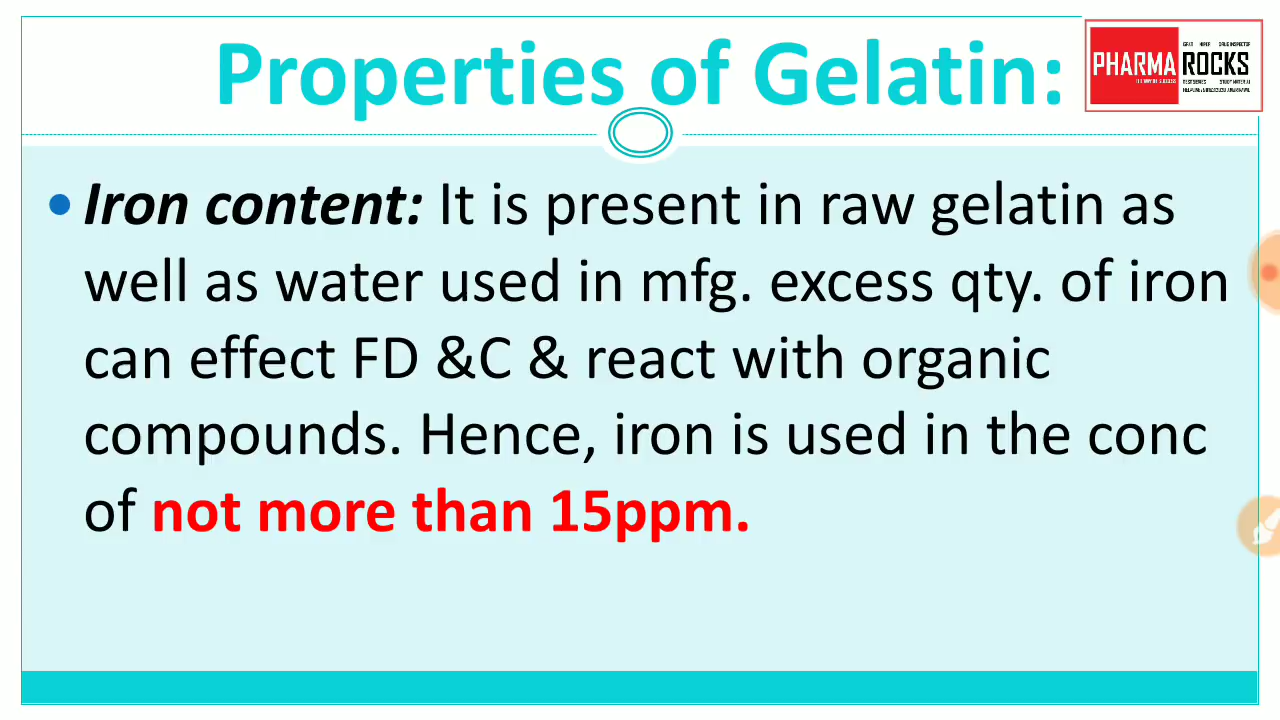 Properties of Gelatin:
PHARMA ROCKS
• Iron content: It is present in raw gelatin as
well as water used in mfg. excess qty. of iron
can effect FD &C & react with organic
compounds. Hence, iron is used in the conc
of not more than 15ppm.